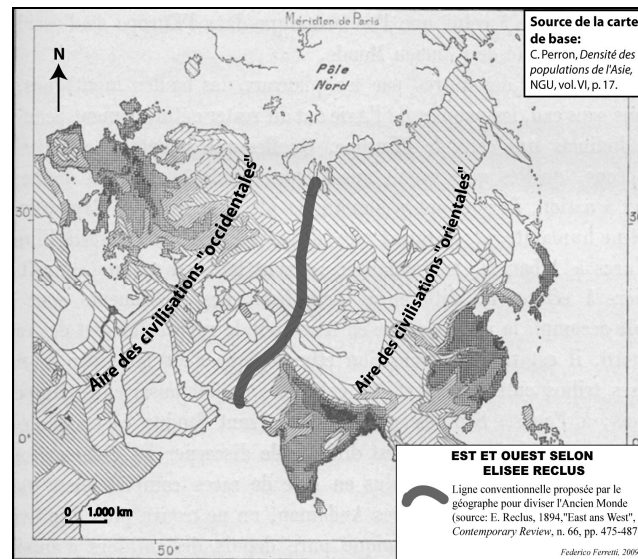 Méridien de Paris
Source de la carte
de base:
C. Perron, Densité des
populations de l'Asie,
NGU, vol. VI, p. 17.
N
Pôle
Nord
Aire des civilisations "occidentales"
Aire des civilisations "orientales"
30
30
0°
0°
0 1.000 km
50°
EST ET OUEST SELON
ELISEE RECLUS
Ligne conventionnelle proposée par le
géographe pour diviser l'Ancien Monde
(source: E. Reclus, 1894,"East ans West",
Contemporary Review, n. 66, pp. 475-487
Federico Ferretti, 2009